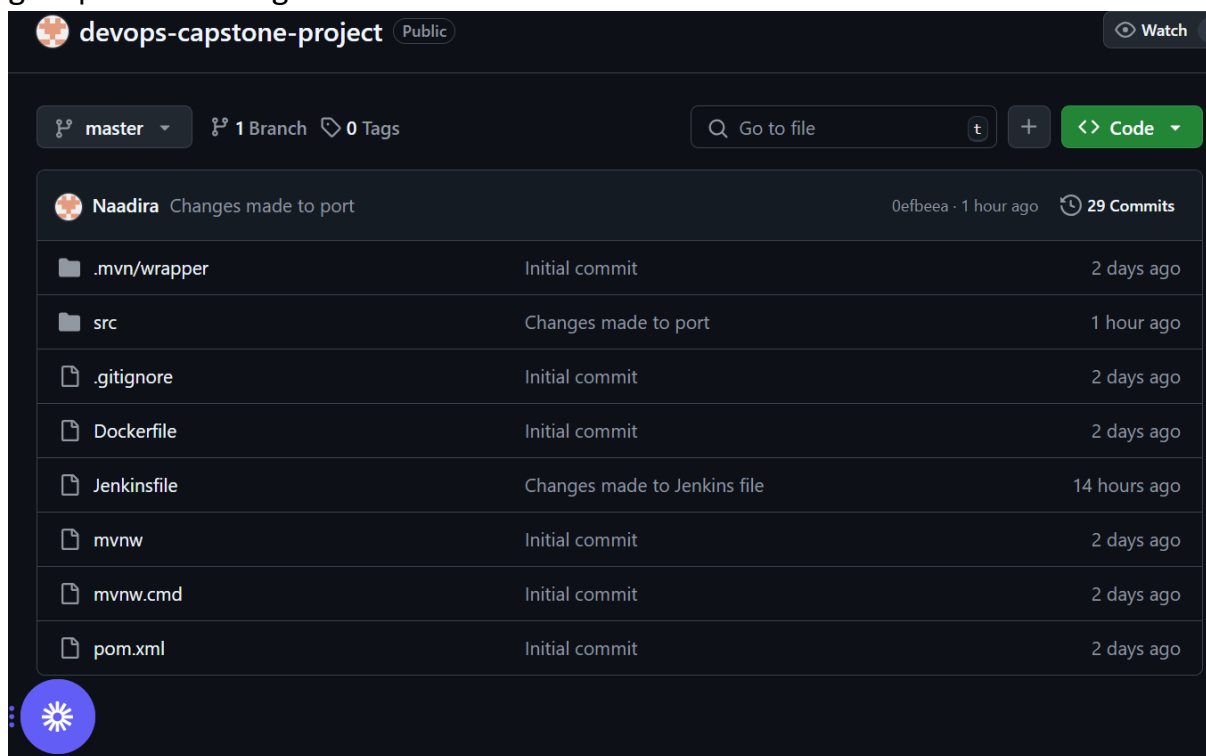 devops-capstone-project Public Watch
master 1 Branch 0 Tags Go to file t Code
Naadira Changes made to port 0efbeea · 1 hour ago 29 Commits
.mvn/wrapper Initial commit 2 days ago
src Changes made to port 1 hour ago
.gitignore Initial commit 2 days ago
Dockerfile Initial commit 2 days ago
Jenkinsfile Changes made to Jenkins file 14 hours ago
mvnw Initial commit 2 days ago
mvnw.cmd Initial commit 2 days ago
pom.xml Initial commit 2 days ago